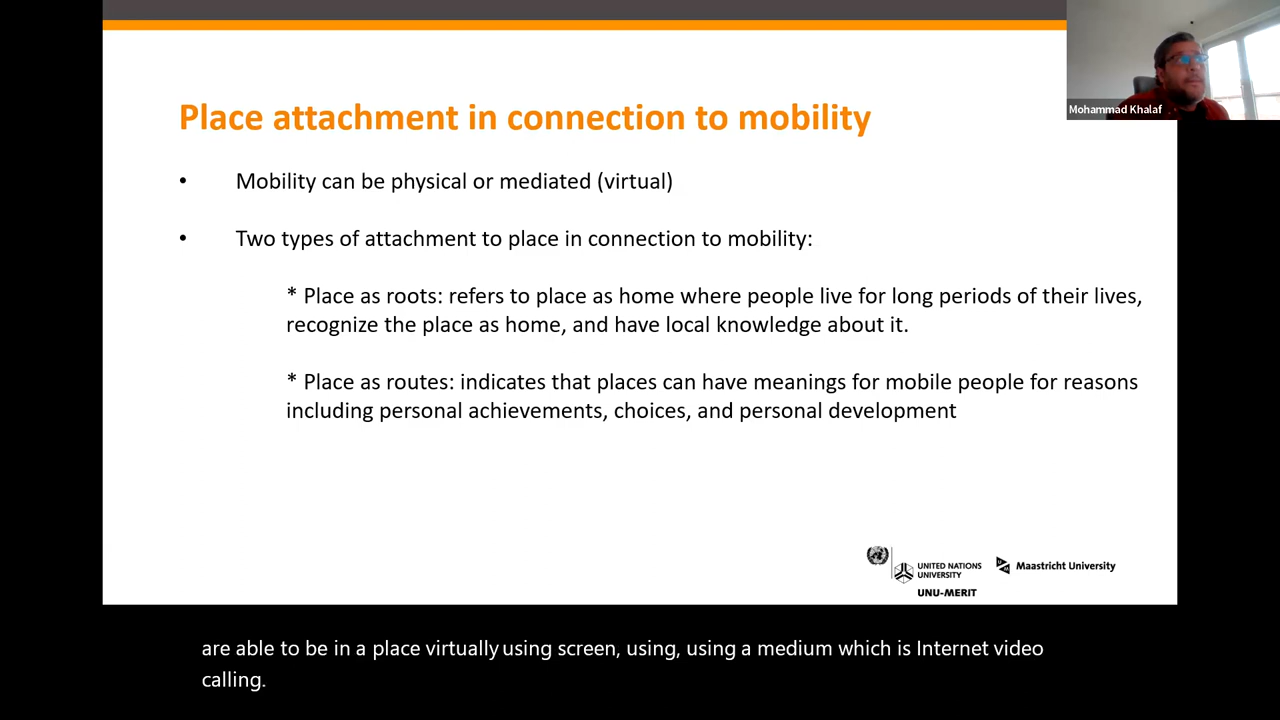 Mohammad Khalaf
Place attachment in connection to mobility
• Mobility can be physical or mediated (virtual)
• Two types of attachment to place in connection to mobility:
* Place as roots: refers to place as home where people live for long periods of their lives,
recognize the place as home, and have local knowledge about it.
* Place as routes: indicates that places can have meanings for mobile people for reasons
including personal achievements, choices, and personal development
UNITED NATIONS
UNIVERSITY
UNU-MERIT
Maastricht University
are able to be in a place virtually using screen, using, using a medium which is Internet video
calling.